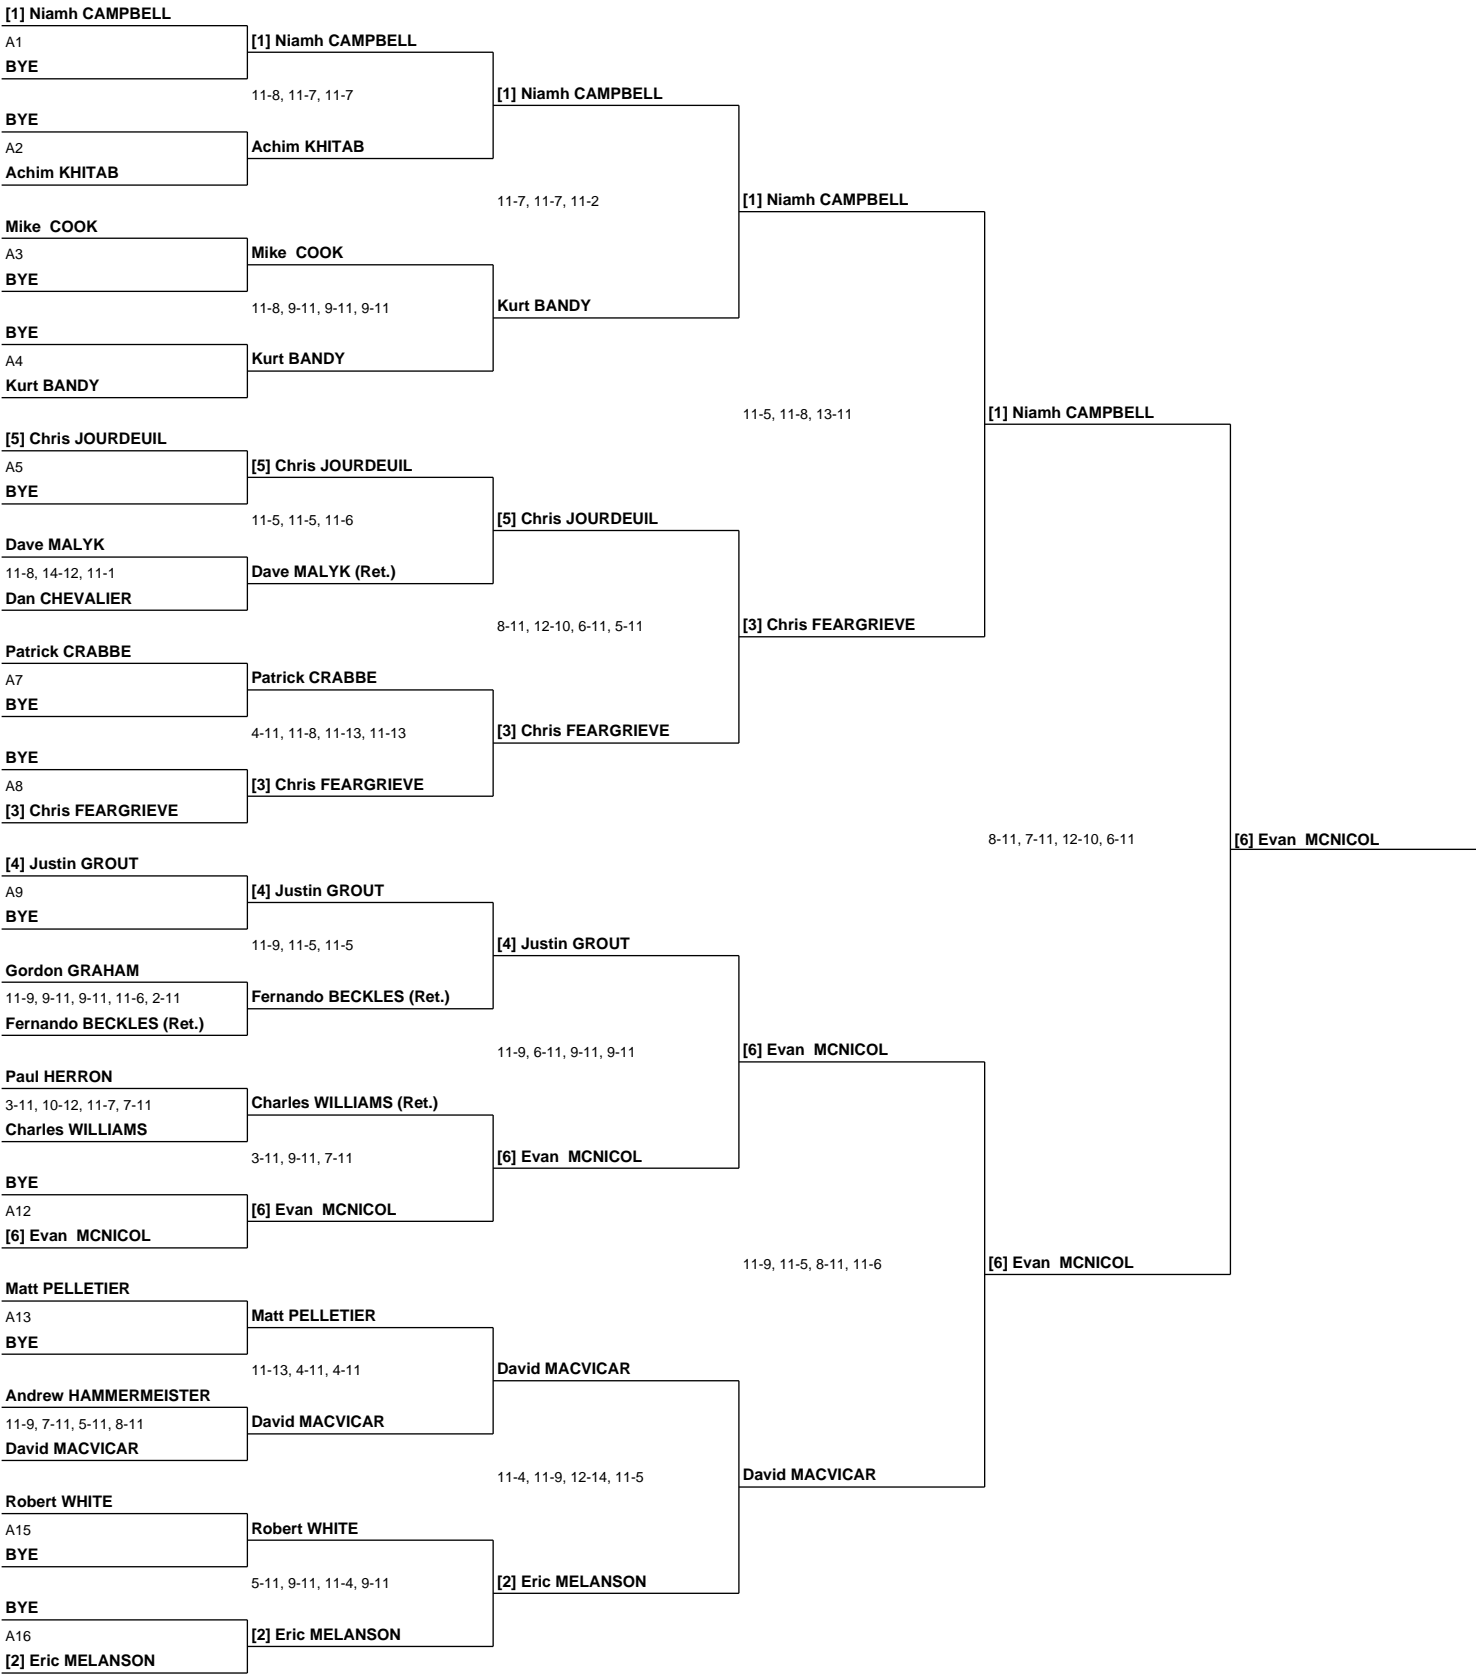 [1] Niamh CAMPBELL
A1
BYE
BYE
A2
Achim KHITAB
Mike  COOK
A3
BYE
BYE
A4
Kurt BANDY
[5] Chris JOURDEUIL
A5
BYE
Dave MALYK
11-8, 14-12, 11-1
Dan CHEVALIER
Patrick CRABBE
A7
BYE
BYE
A8
[3] Chris FEARGRIEVE
[4] Justin GROUT
A9
BYE
Gordon GRAHAM
11-9, 9-11, 9-11, 11-6, 2-11
Fernando BECKLES (Ret.)
Paul HERRON
3-11, 10-12, 11-7, 7-11
Charles WILLIAMS
BYE
A12
[6] Evan  MCNICOL
Matt PELLETIER
A13
BYE
Andrew HAMMERMEISTER
11-9, 7-11, 5-11, 8-11
David MACVICAR
Robert WHITE
A15
BYE
BYE
A16
[2] Eric MELANSON
[1] Niamh CAMPBELL
11-8, 11-7, 11-7
Achim KHITAB
Mike  COOK
11-8, 9-11, 9-11, 9-11
Kurt BANDY
[5] Chris JOURDEUIL
11-5, 11-5, 11-6
Dave MALYK (Ret.)
Patrick CRABBE
4-11, 11-8, 11-13, 11-13
[3] Chris FEARGRIEVE
[4] Justin GROUT
11-9, 11-5, 11-5
Fernando BECKLES (Ret.)
Charles WILLIAMS (Ret.)
3-11, 9-11, 7-11
[6] Evan  MCNICOL
Matt PELLETIER
11-13, 4-11, 4-11
David MACVICAR
Robert WHITE
5-11, 9-11, 11-4, 9-11
[2] Eric MELANSON
[1] Niamh CAMPBELL
11-7, 11-7, 11-2
Kurt BANDY
[5] Chris JOURDEUIL
8-11, 12-10, 6-11, 5-11
[3] Chris FEARGRIEVE
[4] Justin GROUT
11-9, 6-11, 9-11, 9-11
[6] Evan  MCNICOL
David MACVICAR
11-4, 11-9, 12-14, 11-5
[2] Eric MELANSON
[1] Niamh CAMPBELL
11-5, 11-8, 13-11
[3] Chris FEARGRIEVE
[6] Evan  MCNICOL
11-9, 11-5, 8-11, 11-6
David MACVICAR
[1] Niamh CAMPBELL
8-11, 7-11, 12-10, 6-11
[6] Evan  MCNICOL
[6] Evan  MCNICOL